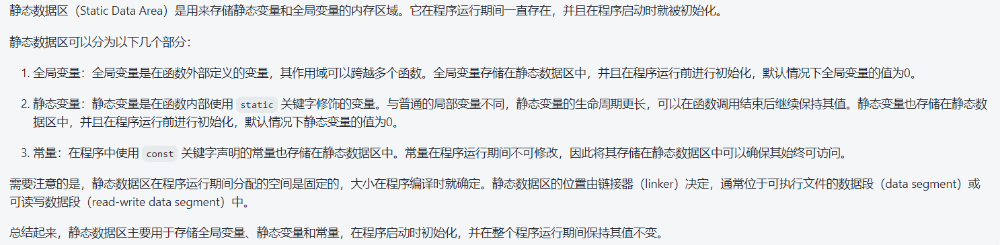 静态数据区（Static Data Area）是用来存储静态变量和全局变量的内存区域。它在程序运行期间一直存在，并且在程序启动时就被初始化。
静态数据区可以分为以下几个部分：
1. 全局变量：全局变量是在函数外部定义的变量，其作用域可以跨越多个函数。全局变量存储在静态数据区中，并且在程序运行前进行初始化，默认情况下全局变量的值为0。
2. 静态变量：静态变量是在函数内部使用 static 关键字修饰的变量。与普通的局部变量不同，静态变量的生命周期更长，可以在函数调用结束后继续保持其值。静态变量也存储在静态数
据区中，并且在程序运行前进行初始化，默认情况下静态变量的值为0。
3. 常量：在程序中使用 const 关键字声明的常量也存储在静态数据区中。常量在程序运行期间不可修改，因此将其存储在静态数据区中可以确保其始终可访问。
需要注意的是，静态数据区在程序运行期间分配的空间是固定的，大小在程序编译时就确定。静态数据区的位置由链接器（linker）决定，通常位于可执行文件的数据段（data segment）或
可读写数据段（read-write data segment）中。
总结起来，静态数据区主要用于存储全局变量、静态变量和常量，在程序启动时初始化，并在整个程序运行期间保持其值不变。